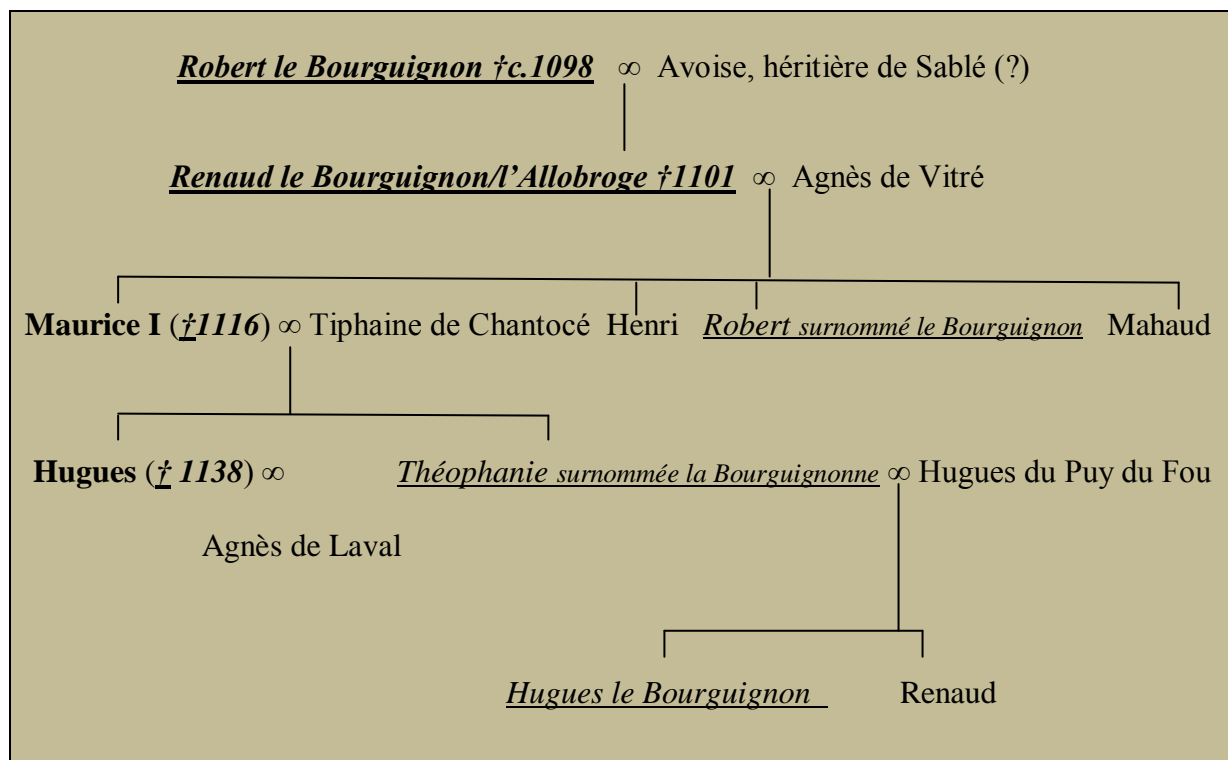 Robert le Bourguignon †c.1098 ∞ Avoise, héritière de Sablé (?)
Renaud le Bourguignon/l’Allobroge †1101 ∞ Agnès de Vitré
Maurice I (†1116) ∞ Tiphaine de Chantocé Henri Robert surnommé le Bourguignon Mahaud
Hugues († 1138) ∞ Théophanie surnommée la Bourguignonne ∞ Hugues du Puy du Fou
Agnès de Laval
Hugues le Bourguignon Renaud